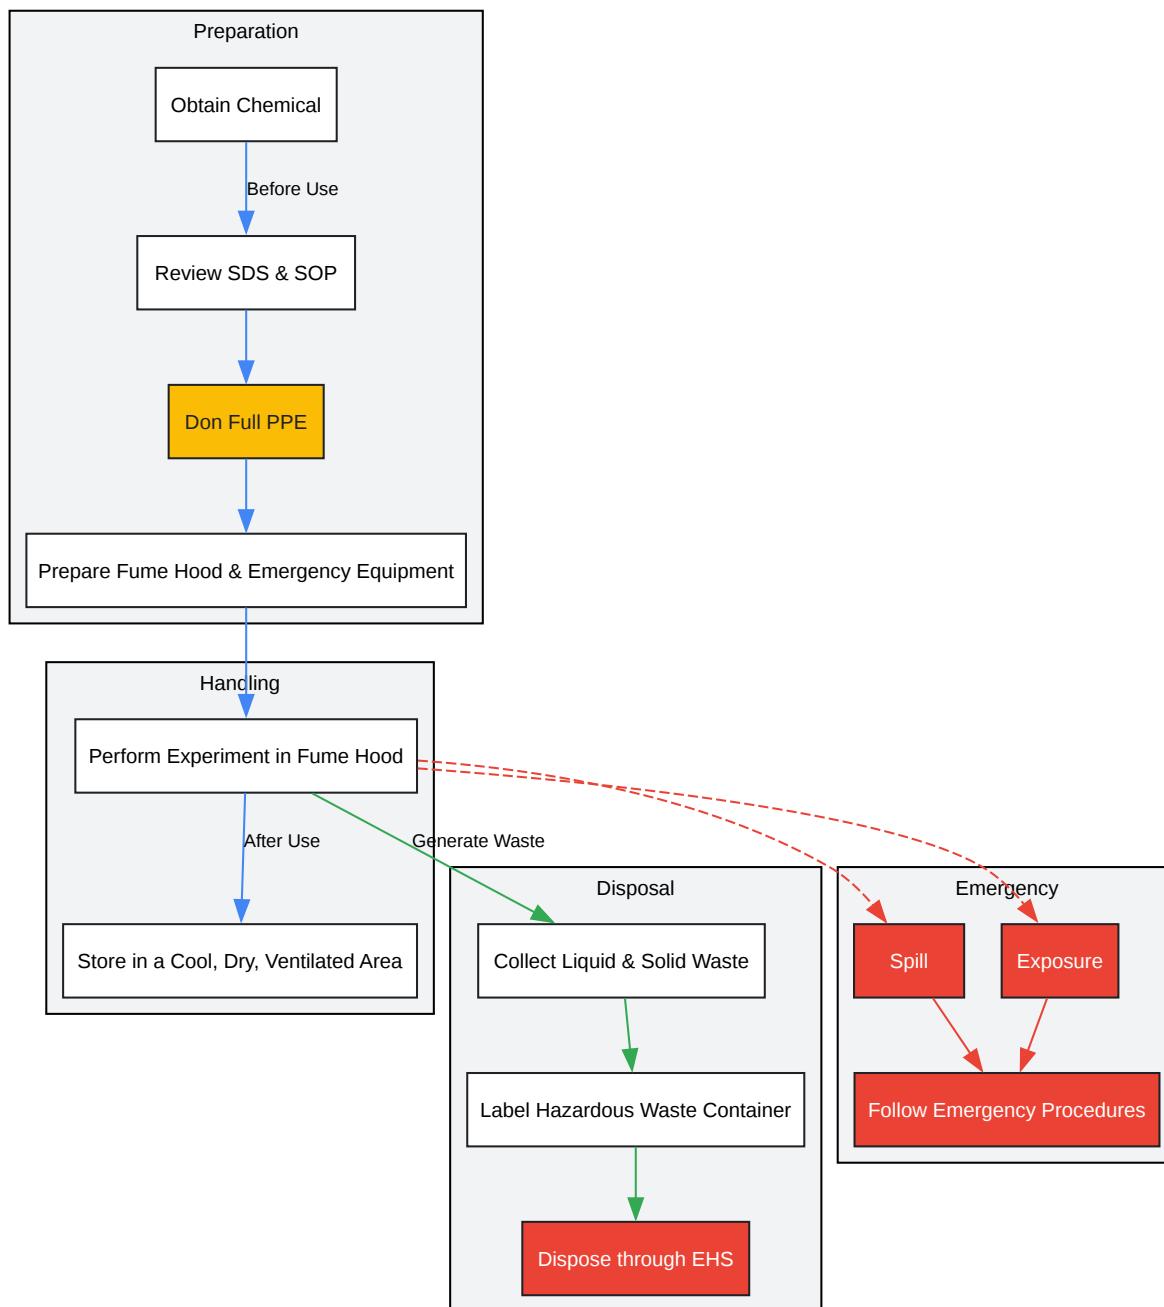 Preparation
Obtain Chemical
Before Use
Review SDS & SOP
Don Full PPE
Prepare Fume Hood & Emergency Equipment
Handling
Perform Experiment in Fume Hood
After Use
Generate Waste
Store in a Cool, Dry, Ventilated Area
Disposal
Collect Liquid & Solid Waste
Label Hazardous Waste Container
Dispose through EHS
Emergency
Spill
Exposure
Follow Emergency Procedures